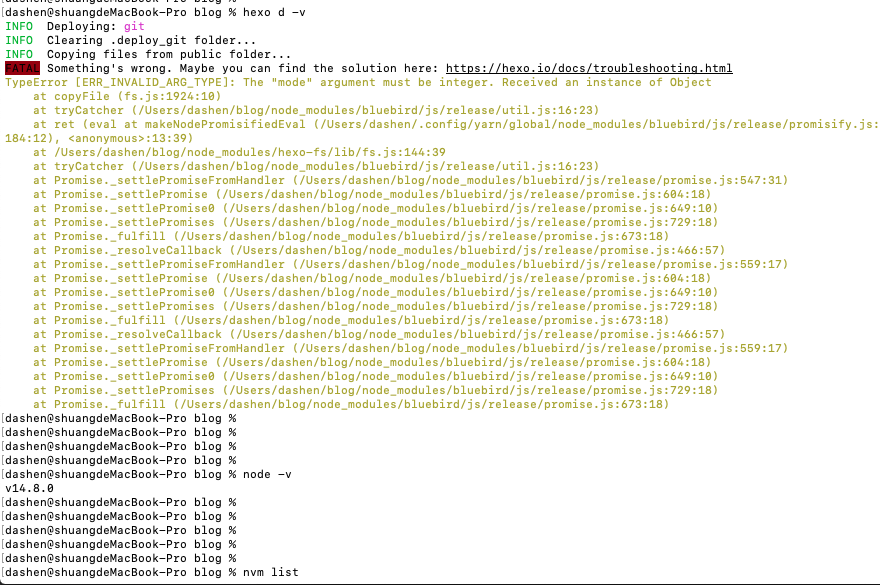 [dashen@shuangdeMacBook-Pro blog % hexo d -v
INFO  Deploying: git
INFO  Clearing .deploy_git folder...
INFO  Copying files from public folder...
FATAL Something's wrong. Maybe you can find the solution here: https://hexo.io/docs/troubleshooting.html
TypeError [ERR_INVALID_ARG_TYPE]: The "mode" argument must be integer. Received an instance of Object
    at copyFile (fs.js:1924:10)
    at tryCatcher (/Users/dashen/blog/node_modules/bluebird/js/release/util.js:16:23)
    at ret (eval at makeNodePromisifiedEval (/Users/dashen/.config/yarn/global/node_modules/bluebird/js/release/promisify.js:
184:12), <anonymous>:13:39)
    at /Users/dashen/blog/node_modules/hexo-fs/lib/fs.js:144:39
    at tryCatcher (/Users/dashen/blog/node_modules/bluebird/js/release/util.js:16:23)
    at Promise._settlePromiseFromHandler (/Users/dashen/blog/node_modules/bluebird/js/release/promise.js:547:31)
    at Promise._settlePromise (/Users/dashen/blog/node_modules/bluebird/js/release/promise.js:604:18)
    at Promise._settlePromise0 (/Users/dashen/blog/node_modules/bluebird/js/release/promise.js:649:10)
    at Promise._settlePromises (/Users/dashen/blog/node_modules/bluebird/js/release/promise.js:729:18)
    at Promise._fulfill (/Users/dashen/blog/node_modules/bluebird/js/release/promise.js:673:18)
    at Promise._resolveCallback (/Users/dashen/blog/node_modules/bluebird/js/release/promise.js:466:57)
    at Promise._settlePromiseFromHandler (/Users/dashen/blog/node_modules/bluebird/js/release/promise.js:559:17)
    at Promise._settlePromise (/Users/dashen/blog/node_modules/bluebird/js/release/promise.js:604:18)
    at Promise._settlePromise0 (/Users/dashen/blog/node_modules/bluebird/js/release/promise.js:649:10)
    at Promise._settlePromises (/Users/dashen/blog/node_modules/bluebird/js/release/promise.js:729:18)
    at Promise._fulfill (/Users/dashen/blog/node_modules/bluebird/js/release/promise.js:673:18)
    at Promise._resolveCallback (/Users/dashen/blog/node_modules/bluebird/js/release/promise.js:466:57)
    at Promise._settlePromiseFromHandler (/Users/dashen/blog/node_modules/bluebird/js/release/promise.js:559:17)
    at Promise._settlePromise (/Users/dashen/blog/node_modules/bluebird/js/release/promise.js:604:18)
    at Promise._settlePromise0 (/Users/dashen/blog/node_modules/bluebird/js/release/promise.js:649:10)
    at Promise._settlePromises (/Users/dashen/blog/node_modules/bluebird/js/release/promise.js:729:18)
    at Promise._fulfill (/Users/dashen/blog/node_modules/bluebird/js/release/promise.js:673:18)
[dashen@shuangdeMacBook-Pro blog %
[dashen@shuangdeMacBook-Pro blog %
[dashen@shuangdeMacBook-Pro blog %
[dashen@shuangdeMacBook-Pro blog %
[dashen@shuangdeMacBook-Pro blog % node -v
v14.8.0
[dashen@shuangdeMacBook-Pro blog %
[dashen@shuangdeMacBook-Pro blog %
[dashen@shuangdeMacBook-Pro blog %
[dashen@shuangdeMacBook-Pro blog %
[dashen@shuangdeMacBook-Pro blog %
[dashen@shuangdeMacBook-Pro blog % nvm list